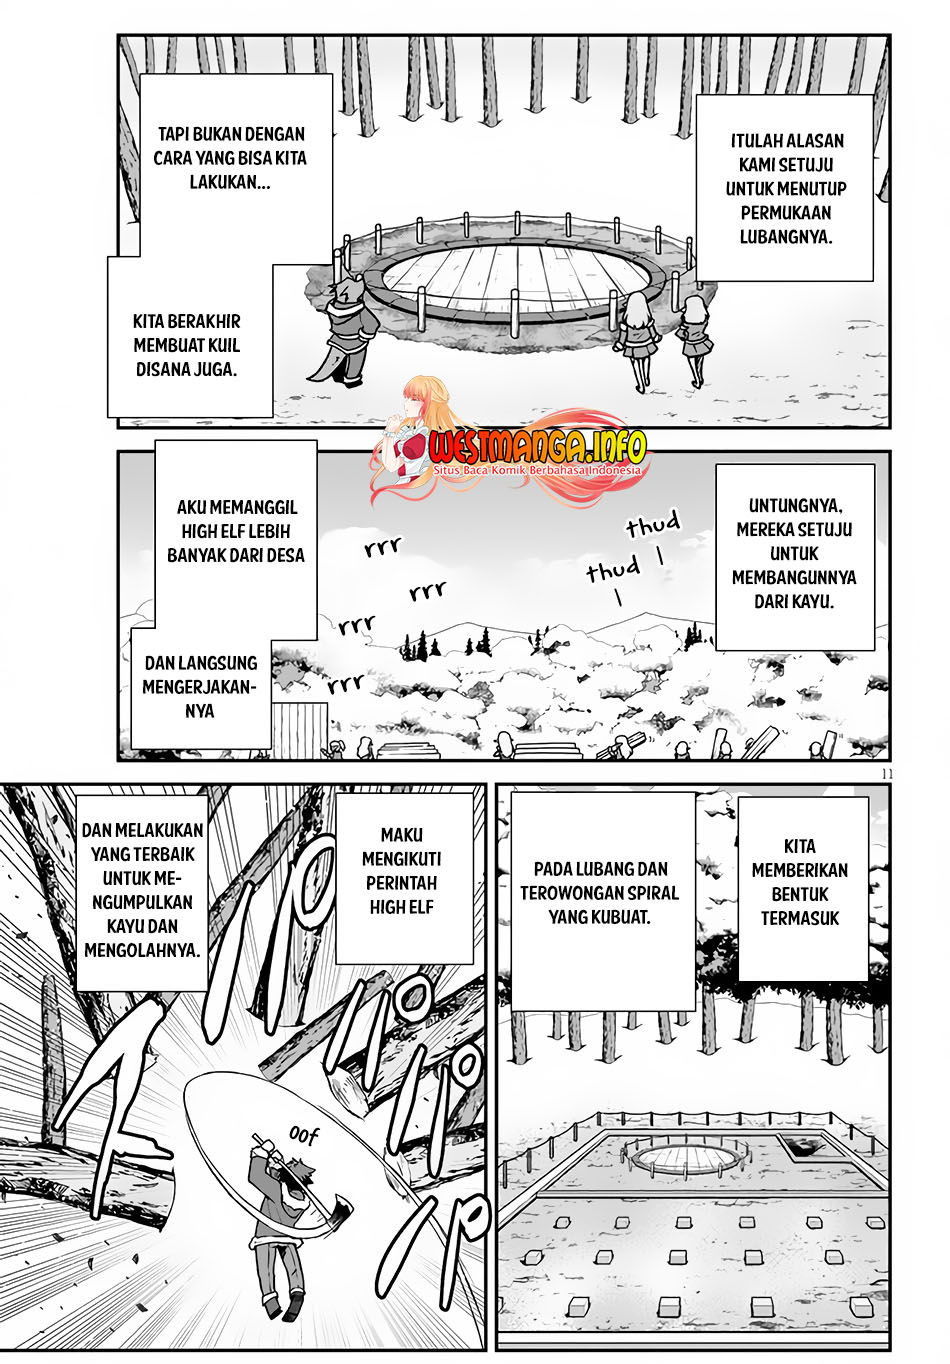 ITULAH ALASAN
KAMI SETUJU
UNTUK MENUTUP
PERMUKAAN
LUBANGNYA.
TAPI BUKAN DENGAN
CARA YANG BISA KITA
LAKUKAN...
KITA BERAKHIR
MEMBUAT KUIL
DISANA JUGA.
WESTMANGA.INFO
Situs Baca Komik Berbahasa Indonesia
UNTUNGNYA,
MEREKA SETUJU
UNTUK
MEMBANGUNNYA
DARI KAYU.
thud
thud
rrr
rrr
rrr
rrr
AKU MEMANGGIL
HIGH ELF LEBIH
BANYAK DARI DESA
DAN LANGSUNG
MENGERJAKAN-
NYA
11
KITA
MEMBERIKAN
BENTUK
TERMASUK
PADA LUBANG DAN
TEROWONGAN SPIRAL
YANG KUBUAT.
MAKU
MENGIKUTI
PERINTAH
HIGH ELF
DAN MELAKUKAN
YANG TERBAIK
UNTUK ME-
NGUMPULKAN
KAYU DAN
MENGOLAHNYA.
oof